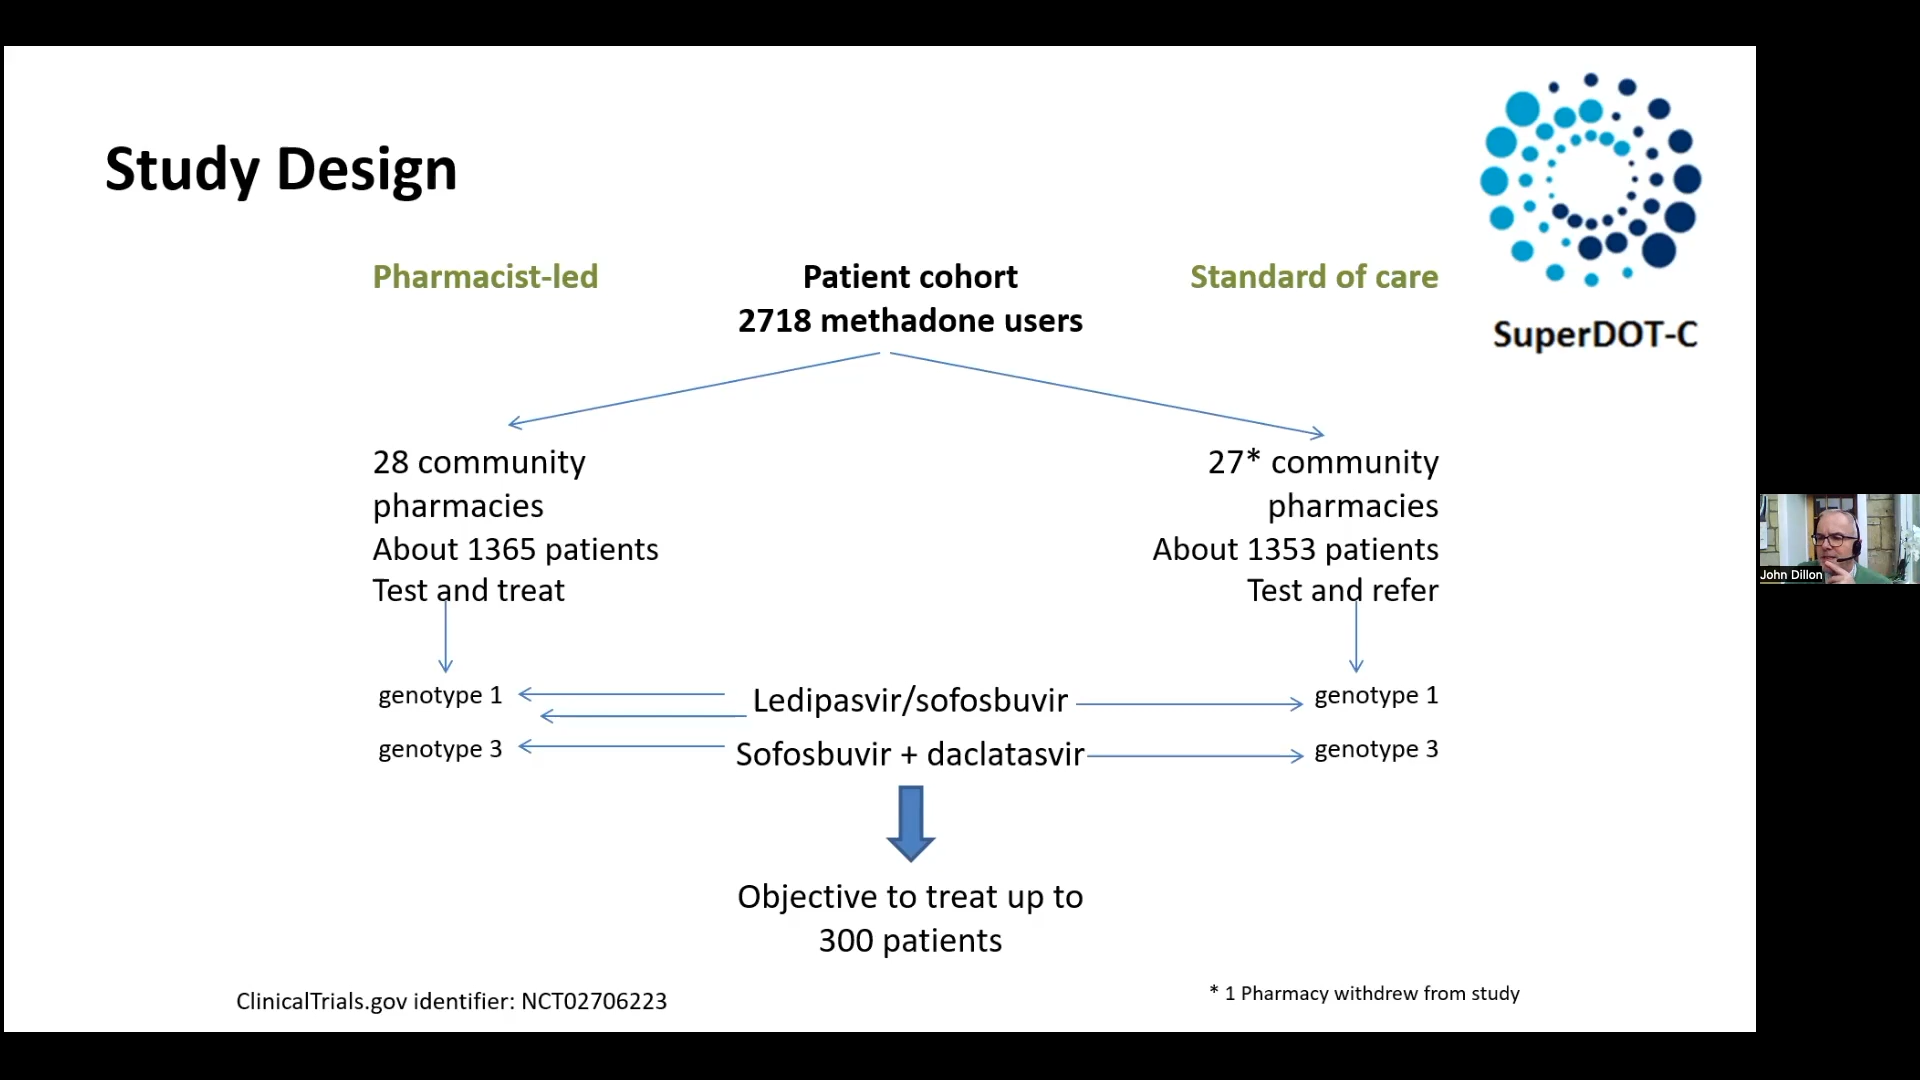 Study Design
SuperDOT-C
Pharmacist-led
Patient cohort
2718 methadone users
Standard of care
28 community
pharmacies
About 1365 patients
Test and treat
27* community
pharmacies
About 1353 patients
Test and refer
genotype 1
Ledipasvir/sofosbuvir
genotype 1
genotype 3
Sofosbuvir + daclatasvir
genotype 3
Objective to treat up to
300 patients
ClinicalTrials.gov identifier: NCT02706223
* 1 Pharmacy withdrew from study
John Dillon